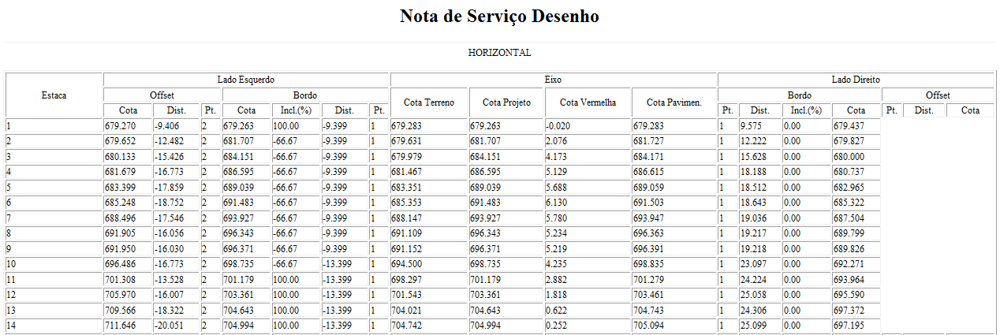 Nota de Serviço Desenho
HORIZONTAL
Estaca Lado Esquerdo Eixo Lado Direito
Offset Bordo Cota Terreno Cota Projeto Cota Vermelha Cota Pavimen. Bordo Offset
Cota Dist. Pt. Cota Incl.(%) Dist. Pt. Pt. Dist. Incl.(%) Cota Pt. Dist. Cota
1 679.270 -9.406 2 679.263 100.00 -9.399 1 679.283 679.263 -0.020 679.283 1 9.575 0.00 679.437
2 679.652 -12.482 2 681.707 -66.67 -9.399 1 679.631 681.707 2.076 681.727 1 12.222 0.00 679.827
3 680.133 -15.426 2 684.151 -66.67 -9.399 1 679.979 684.151 4.173 684.171 1 15.628 0.00 680.000
4 681.679 -16.773 2 686.595 -66.67 -9.399 1 681.467 686.595 5.129 686.615 1 18.188 0.00 680.737
5 683.399 -17.859 2 689.039 -66.67 -9.399 1 683.351 689.039 5.688 689.059 1 18.512 0.00 682.965
6 685.248 -18.752 2 691.483 -66.67 -9.399 1 685.353 691.483 6.130 691.503 1 18.643 0.00 685.322
7 688.496 -17.546 2 693.927 -66.67 -9.399 1 688.147 693.927 5.780 693.947 1 19.036 0.00 687.504
8 691.905 -16.056 2 696.343 -66.67 -9.399 1 691.109 696.343 5.234 696.363 1 19.217 0.00 689.799
9 691.950 -16.030 2 696.371 -66.67 -9.399 1 691.152 696.371 5.219 696.391 1 19.218 0.00 689.826
10 696.486 -16.773 2 698.735 -66.67 -13.399 1 694.500 698.735 4.235 698.835 1 23.097 0.00 692.271
11 701.308 -13.528 2 701.179 100.00 -13.399 1 698.297 701.179 2.882 701.279 1 24.224 0.00 693.964
12 705.970 -16.007 2 703.361 100.00 -13.399 1 701.543 703.361 1.818 703.461 1 25.058 0.00 695.590
13 709.566 -18.322 2 704.643 100.00 -13.399 1 704.021 704.643 0.622 704.743 1 24.306 0.00 697.372
14 711.646 -20.051 2 704.994 100.00 -13.399 1 704.742 704.994 0.252 705.094 1 25.099 0.00 697.195